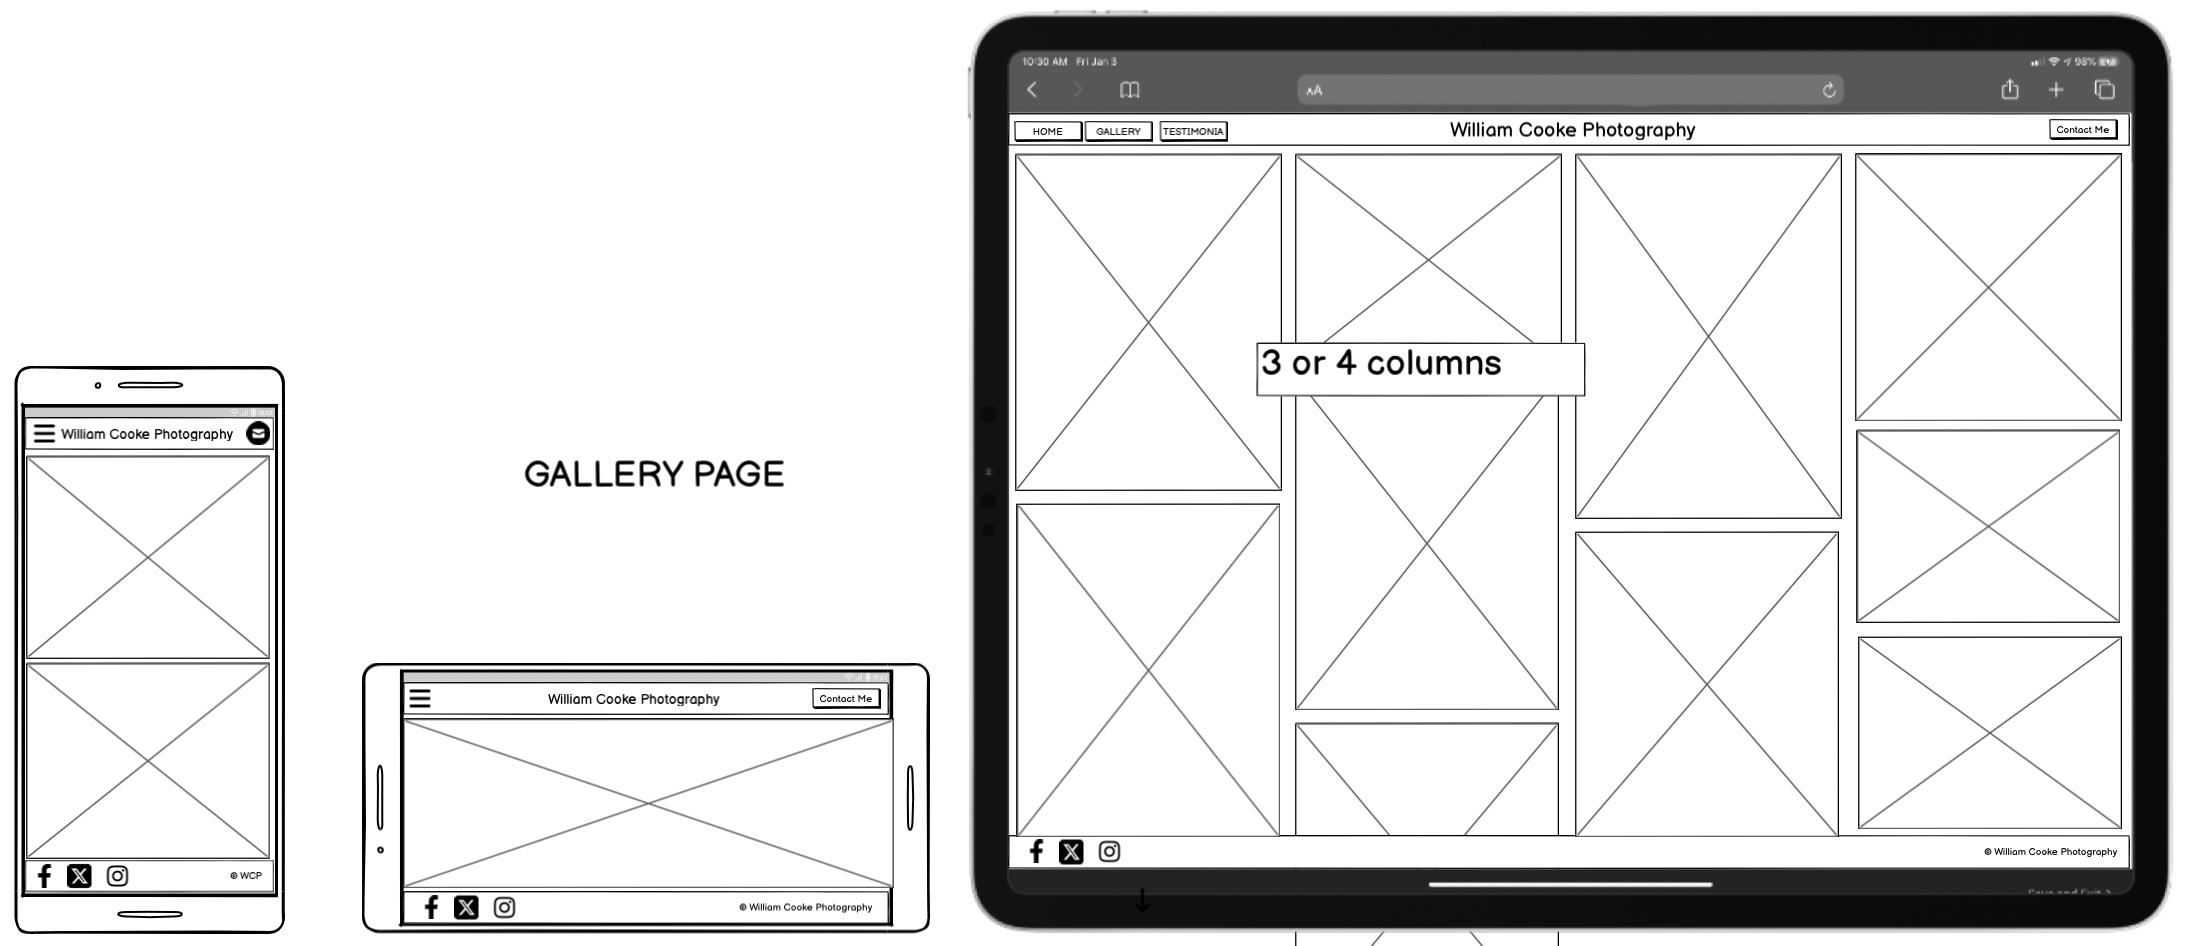 10:30 AM Fri Jan 3
98%
AA
HOME
GALLERY
TESTIMONIA
William Cooke Photography
Contact Me
3 or 4 columns
© William Cooke Photography
William Cooke Photography
© WCP
GALLERY PAGE
William Cooke Photography
Contact Me
© William Cooke Photography